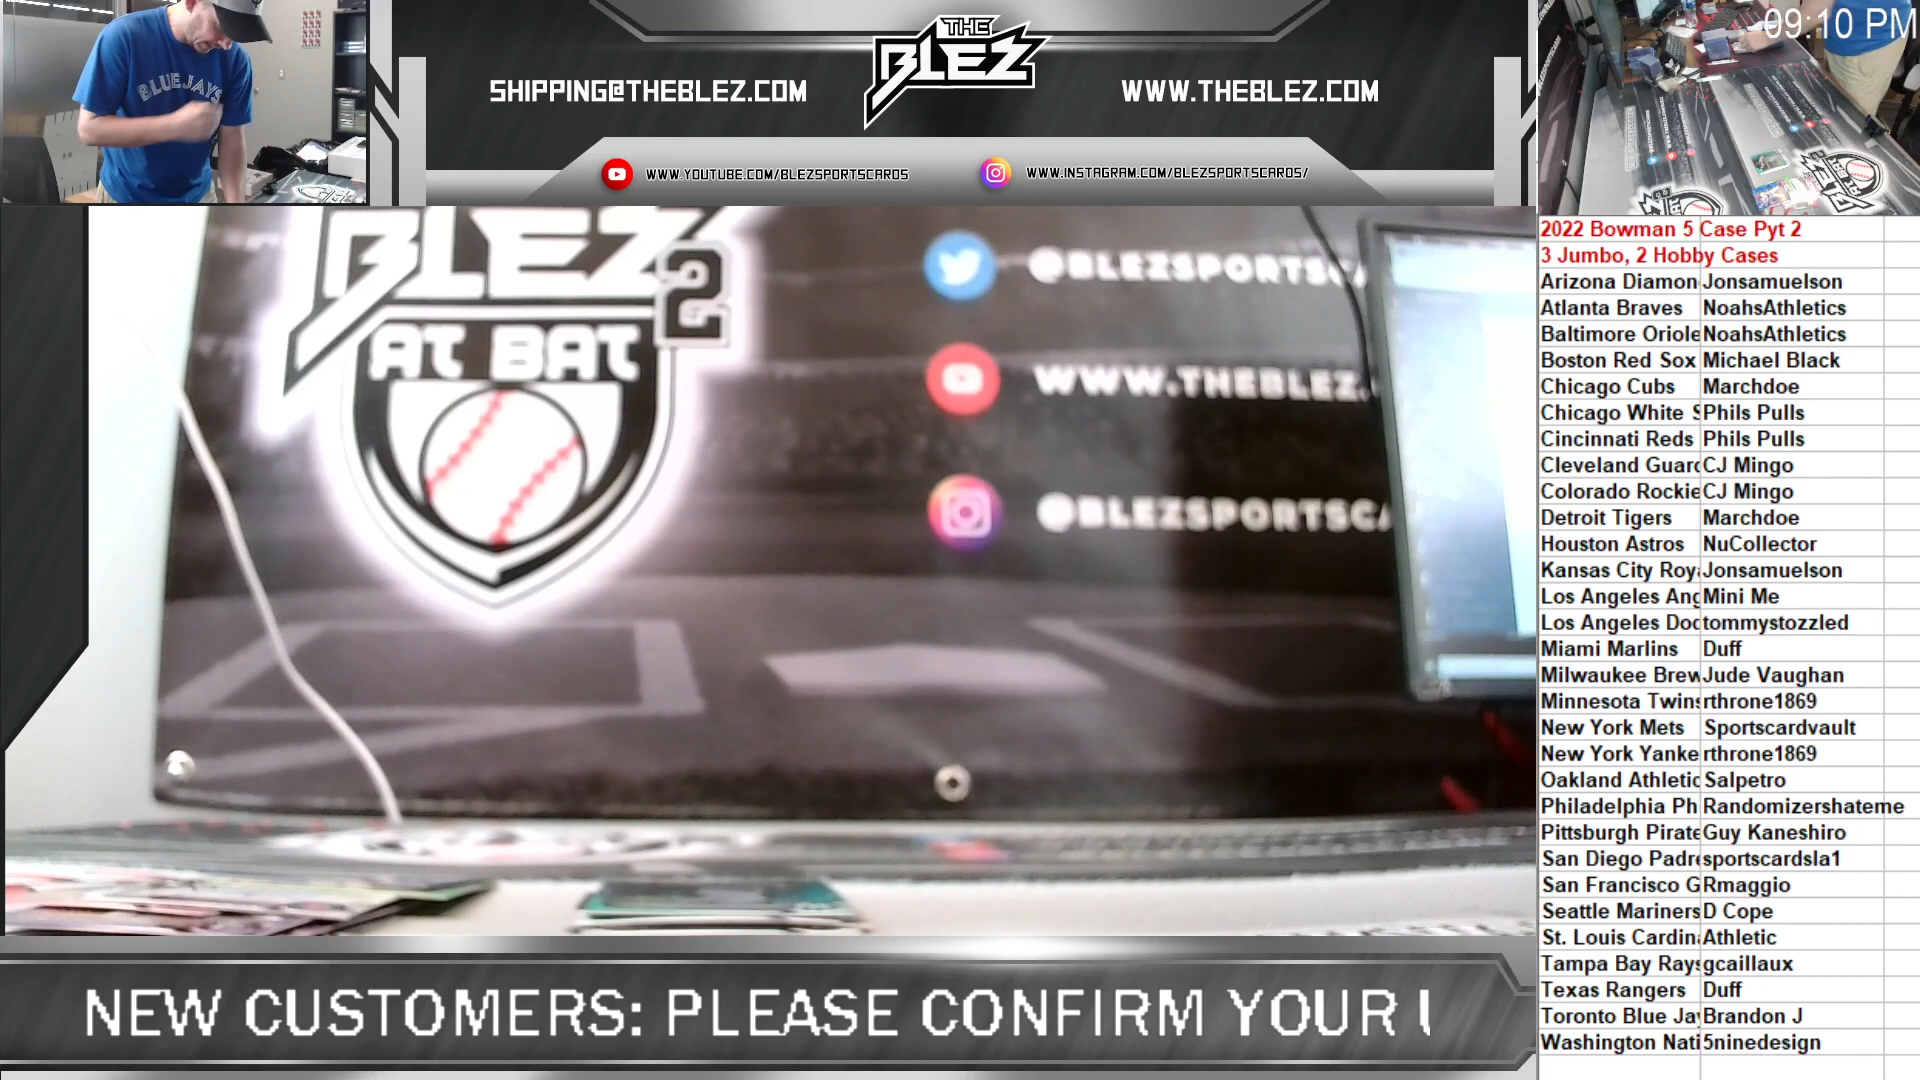 BLUE JAYS
SHIPPING@THEBLEZ.COM
THE
BLEZ
WWW.THEBLEZ.COM
WWW.YOUTUBE.COM/BLEZSPORTSCARDS
WWW.INSTAGRAM.COM/BLEZSPORTSCARDS/
09:10 PM
BLEZ
2
AT BAT
@BLEZSPORTSCA
WWW.THEBLEZ.
@BLEZSPORTSCA
2022 Bowman 5 Case Pyt 2
3 Jumbo, 2 Hobby Cases
Arizona Diamon Jonsamuelson
Atlanta Braves NoahsAthletics
Baltimore Oriole NoahsAthletics
Boston Red Sox Michael Black
Chicago Cubs Marchdoe
Chicago White S Phils Pulls
Cincinnati Reds Phils Pulls
Cleveland Guard CJ Mingo
Colorado Rockie CJ Mingo
Detroit Tigers Marchdoe
Houston Astros NuCollector
Kansas City Roya Jonsamuelson
Los Angeles Ang Mini Me
Los Angeles Dod tommystozzled
Miami Marlins Duff
Milwaukee Brew Jude Vaughan
Minnesota Twins rthrone1869
New York Mets Sportscardvault
New York Yanke rthrone1869
Oakland Athletic Salpetro
Philadelphia Ph Randomizershateme
Pittsburgh Pirate Guy Kaneshiro
San Diego Padre sportscardsla1
San Francisco G Rmaggio
Seattle Mariners D Cope
St. Louis Cardina Athletic
Tampa Bay Rays gcaillaux
Texas Rangers Duff
Toronto Blue Jay Brandon J
Washington Nati 5ninedesign
NEW CUSTOMERS: PLEASE CONFIRM YOUR